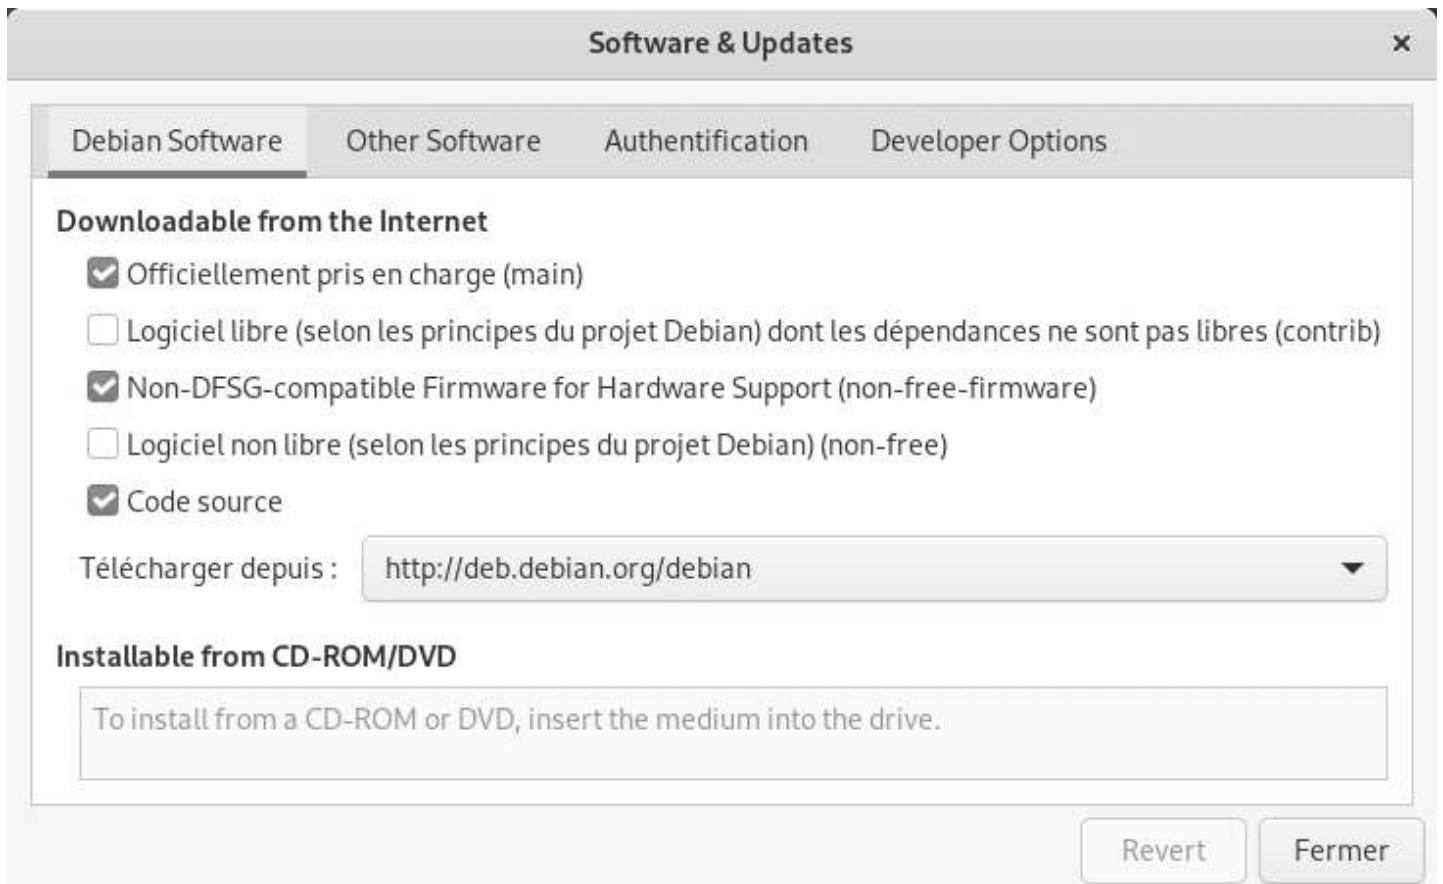 Software & Updates
Debian Software Other Software Authentification Developer Options
Downloadable from the Internet
Officiellement pris en charge (main)
Logiciel libre (selon les principes du projet Debian) dont les dépendances ne sont pas libres (contrib)
Non-DFSG-compatible Firmware for Hardware Support (non-free-firmware)
Logiciel non libre (selon les principes du projet Debian) (non-free)
Code source
Télécharger depuis : http://deb.debian.org/debian
Installable from CD-ROM/DVD
To install from a CD-ROM or DVD, insert the medium into the drive.
Revert Fermer